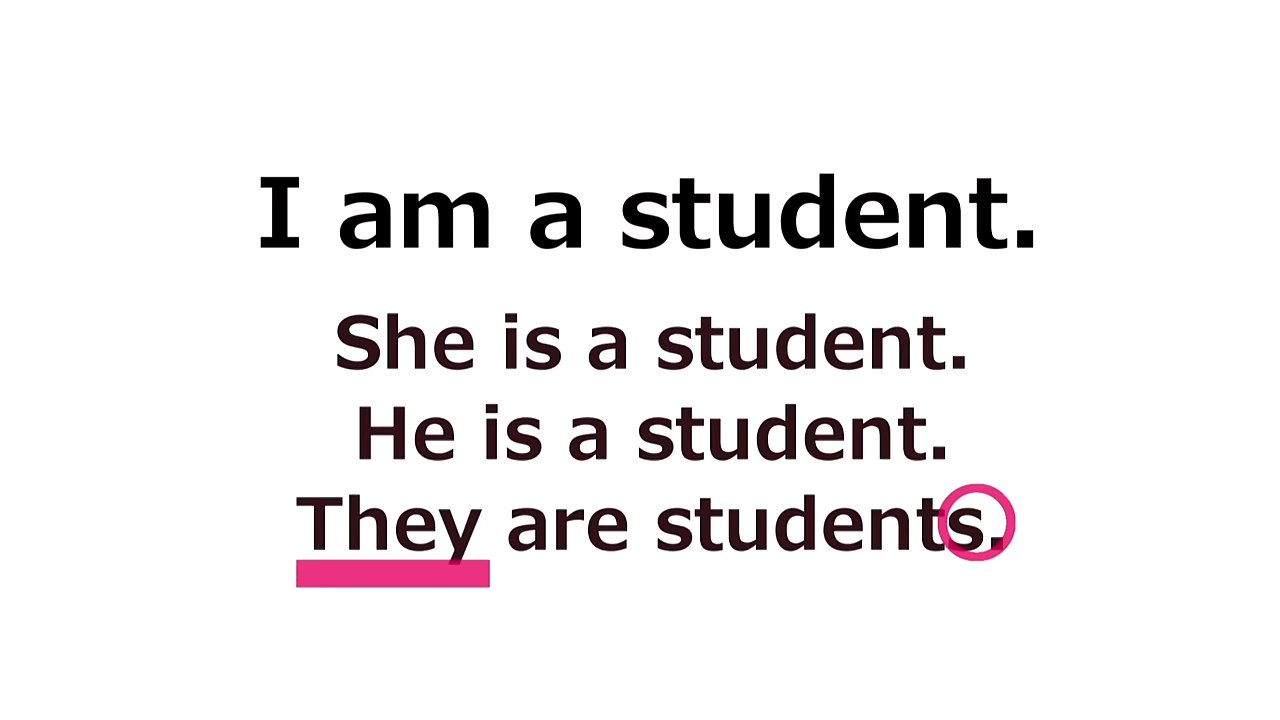 I am a student.
She is a student.
He is a student.
They are students.